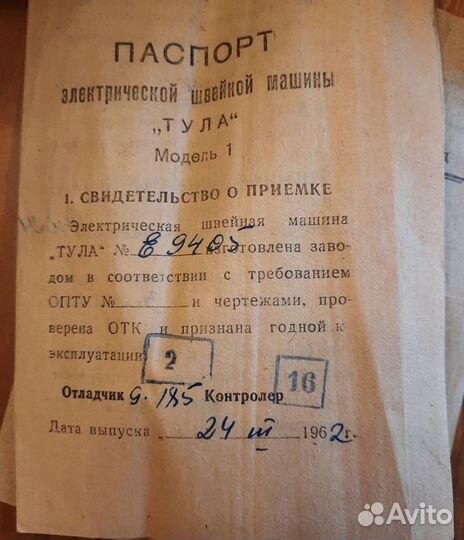 ПАСПОРТ
электрической швейной машины
„ТУЛА“
Модель 1
1. СВИДЕТЕЛЬСТВО О ПРИЕМКЕ
Электрическая швейная машина
„ТУЛА“ № Е 9405 изготовлена заво-
дом в соответствии с требованием
ОПТУ № и чертежами, про-
верена ОТК и признана годной к
эксплуатации
2
16
Отладчик 9. 185 Контролер
Дата выпуска „ 24 III 1962г.
Avito